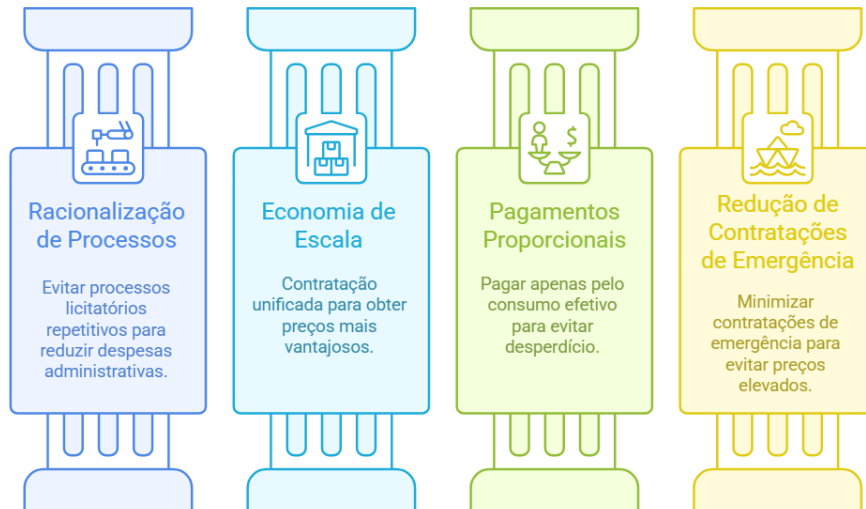 Racionalização
de Processos
Evitar processos
licitatórios
repetitivos para
reduzir despesas
administrativas.
Economia de
Escala
Contratação
unificada para obter
preços mais
vantajosos.
$
Pagamentos
Proporcionais
Pagar apenas pelo
consumo efetivo
para evitar
desperdício.
Redução de
Contratações
de Emergência
Minimizar
contratações de
emergência para
evitar preços
elevados.